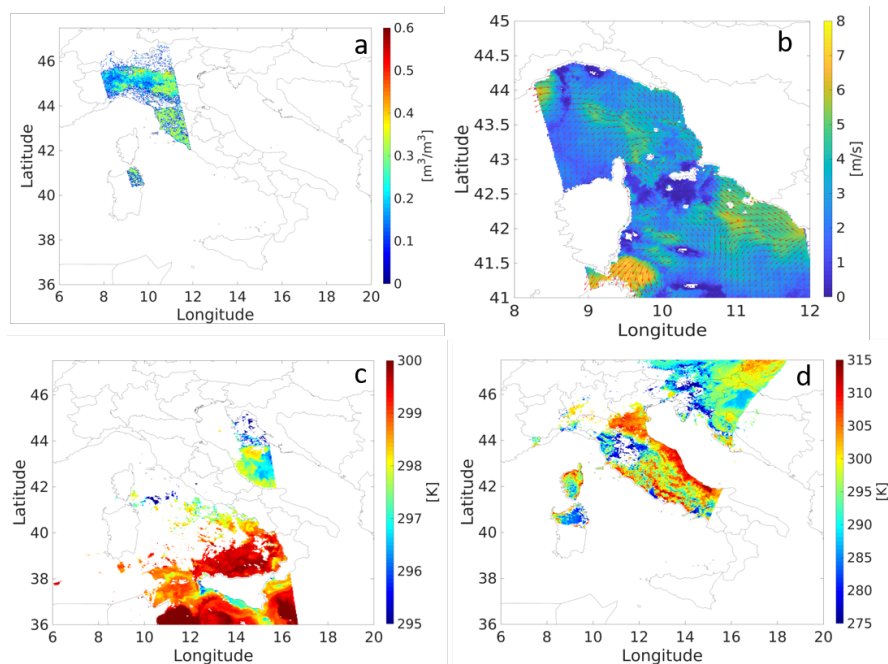 a
46
44
42
40
38
36
Latitude
6 8 10 12 14 16 18 20
Longitude
0.6
0.5
0.4
0.3
0.2
0.1
0
[m³/m³]
b
45
44.5
44
43.5
43
42.5
42
41.5
41
Latitude
8 9 10 11 12
Longitude
8
7
6
5
4
3
2
1
0
[m/s]
c
46
44
42
40
38
36
Latitude
6 8 10 12 14 16 18 20
Longitude
300
299
298
297
296
295
[K]
d
46
44
42
40
38
36
Latitude
6 8 10 12 14 16 18 20
Longitude
315
310
305
300
295
290
285
280
275
[K]